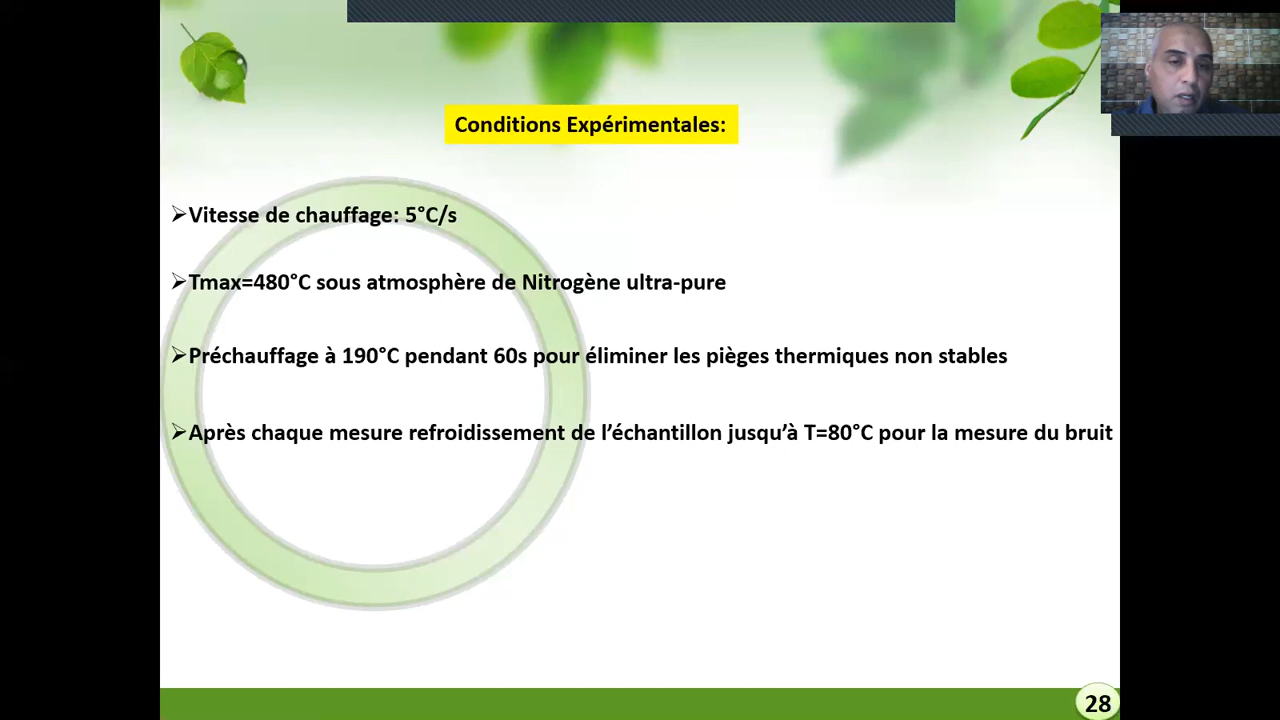 Conditions Expérimentales:
➢Vitesse de chauffage: 5°C/s
➢Tmax=480°C sous atmosphère de Nitrogène ultra-pure
➢Préchauffage à 190°C pendant 60s pour éliminer les pièges thermiques non stables
➢Après chaque mesure refroidissement de l’échantillon jusqu’à T=80°C pour la mesure du bruit
28